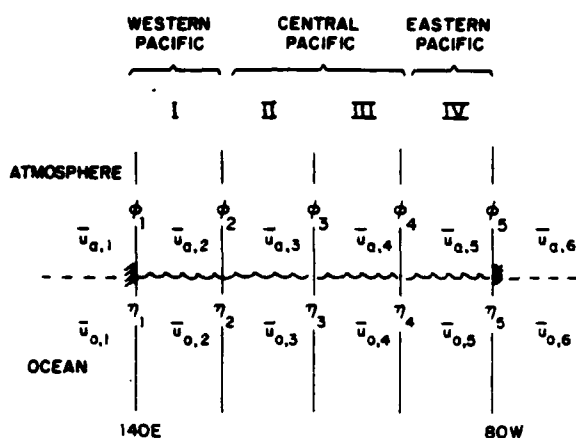 WESTERN PACIFIC
CENTRAL PACIFIC
EASTERN PACIFIC
I II III IV
ATMOSPHERE
ϕ1 ϕ2 ϕ3 ϕ4 ϕ5
ūa,1 ūa,2 ūa,3 ūa,4 ūa,5 ūa,6
η1 η2 η3 η4 η5
ūo,1 ūo,2 ūo,3 ūo,4 ūo,5 ūo,6
OCEAN
140E 80W